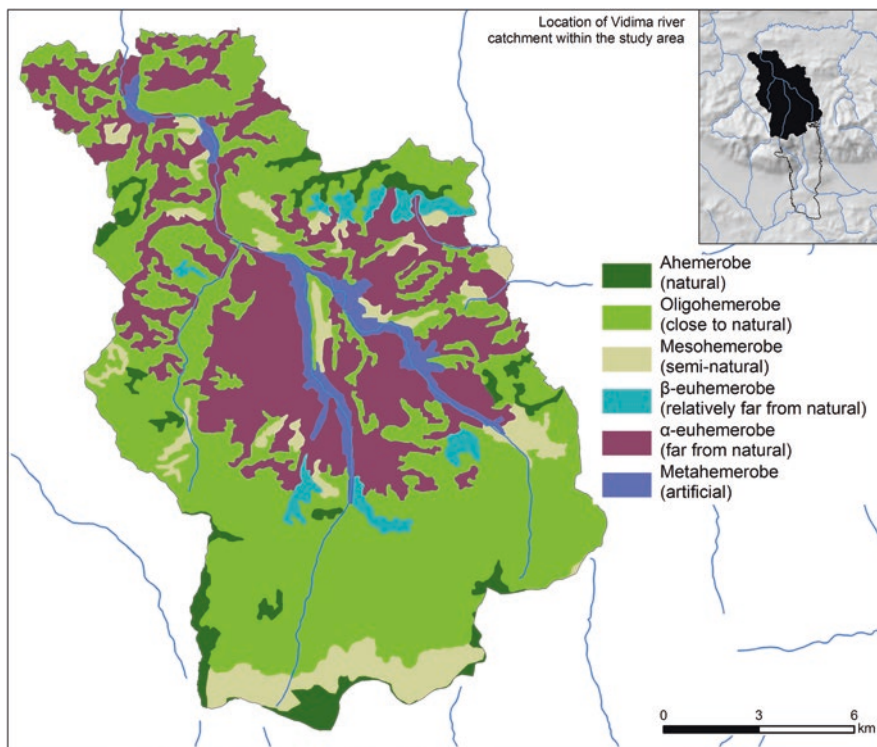 Location of Vidima river
catchment within the study area
Ahemerobe
(natural)
Oligohemerobe
(close to natural)
Mesohemerobe
(semi-natural)
β-euhemerobe
(relatively far from natural)
α-euhemerobe
(far from natural)
Metahemerobe
(artificial)
0 3 6
km